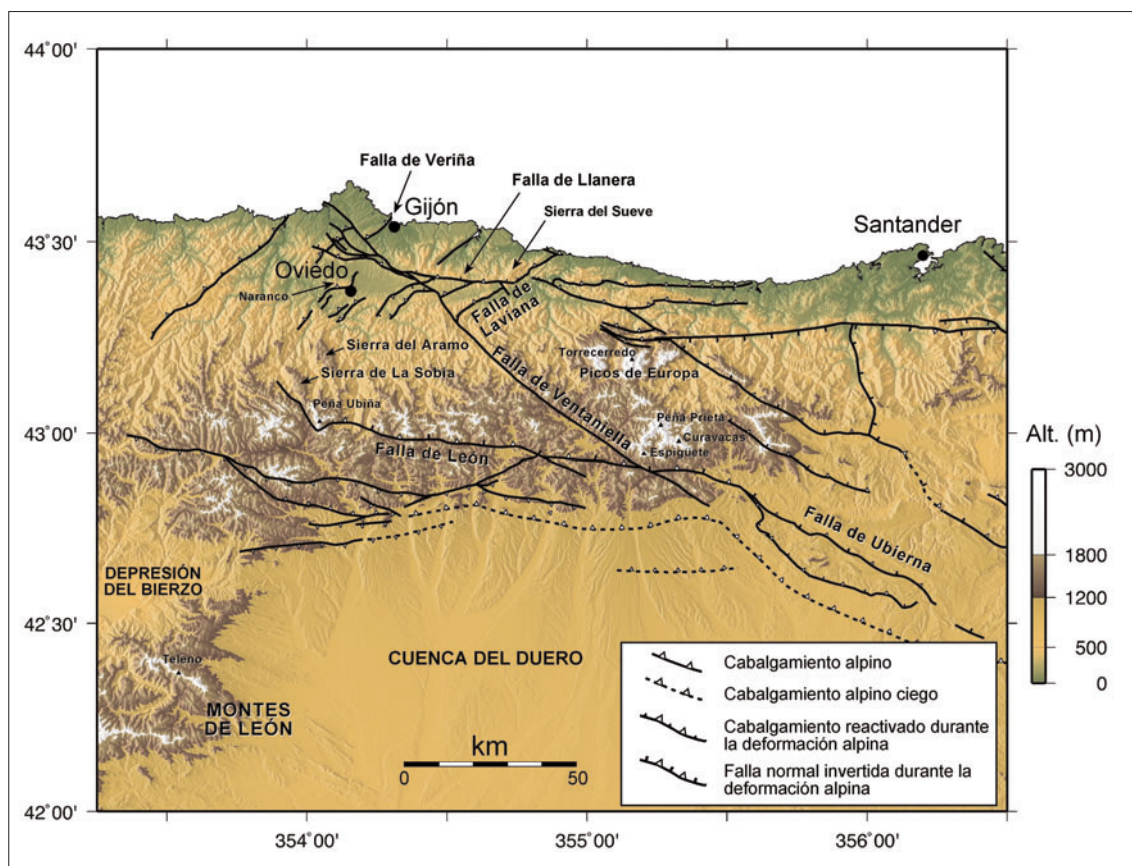 44°00'
43°30'
43°00'
42°30'
42°00'
354°00'
355°00'
356°00'
Falla de Veriña
Gijón
Falla de Llanera
Sierra del Sueve
Santander
Oviedo
Naranco
Falla de
Laviana
Sierra del Aramo
Sierra de La Sobia
Peña Ubiña
Torrecerredo
Picos de Europa
Falla de Ventaniella
Peña Prieta
Curavacas
Espigüete
Falla de León
Falla de Ubierna
DEPRESIÓN
DEL BIERZO
Teleno
MONTES
DE LEÓN
CUENCA DEL DUERO
km
0 50
Cabalgamiento alpino
Cabalgamiento alpino ciego
Cabalgamiento reactivado durante
la deformación alpina
Falla normal invertida durante la
deformación alpina
Alt. (m)
3000
1800
1200
500
0